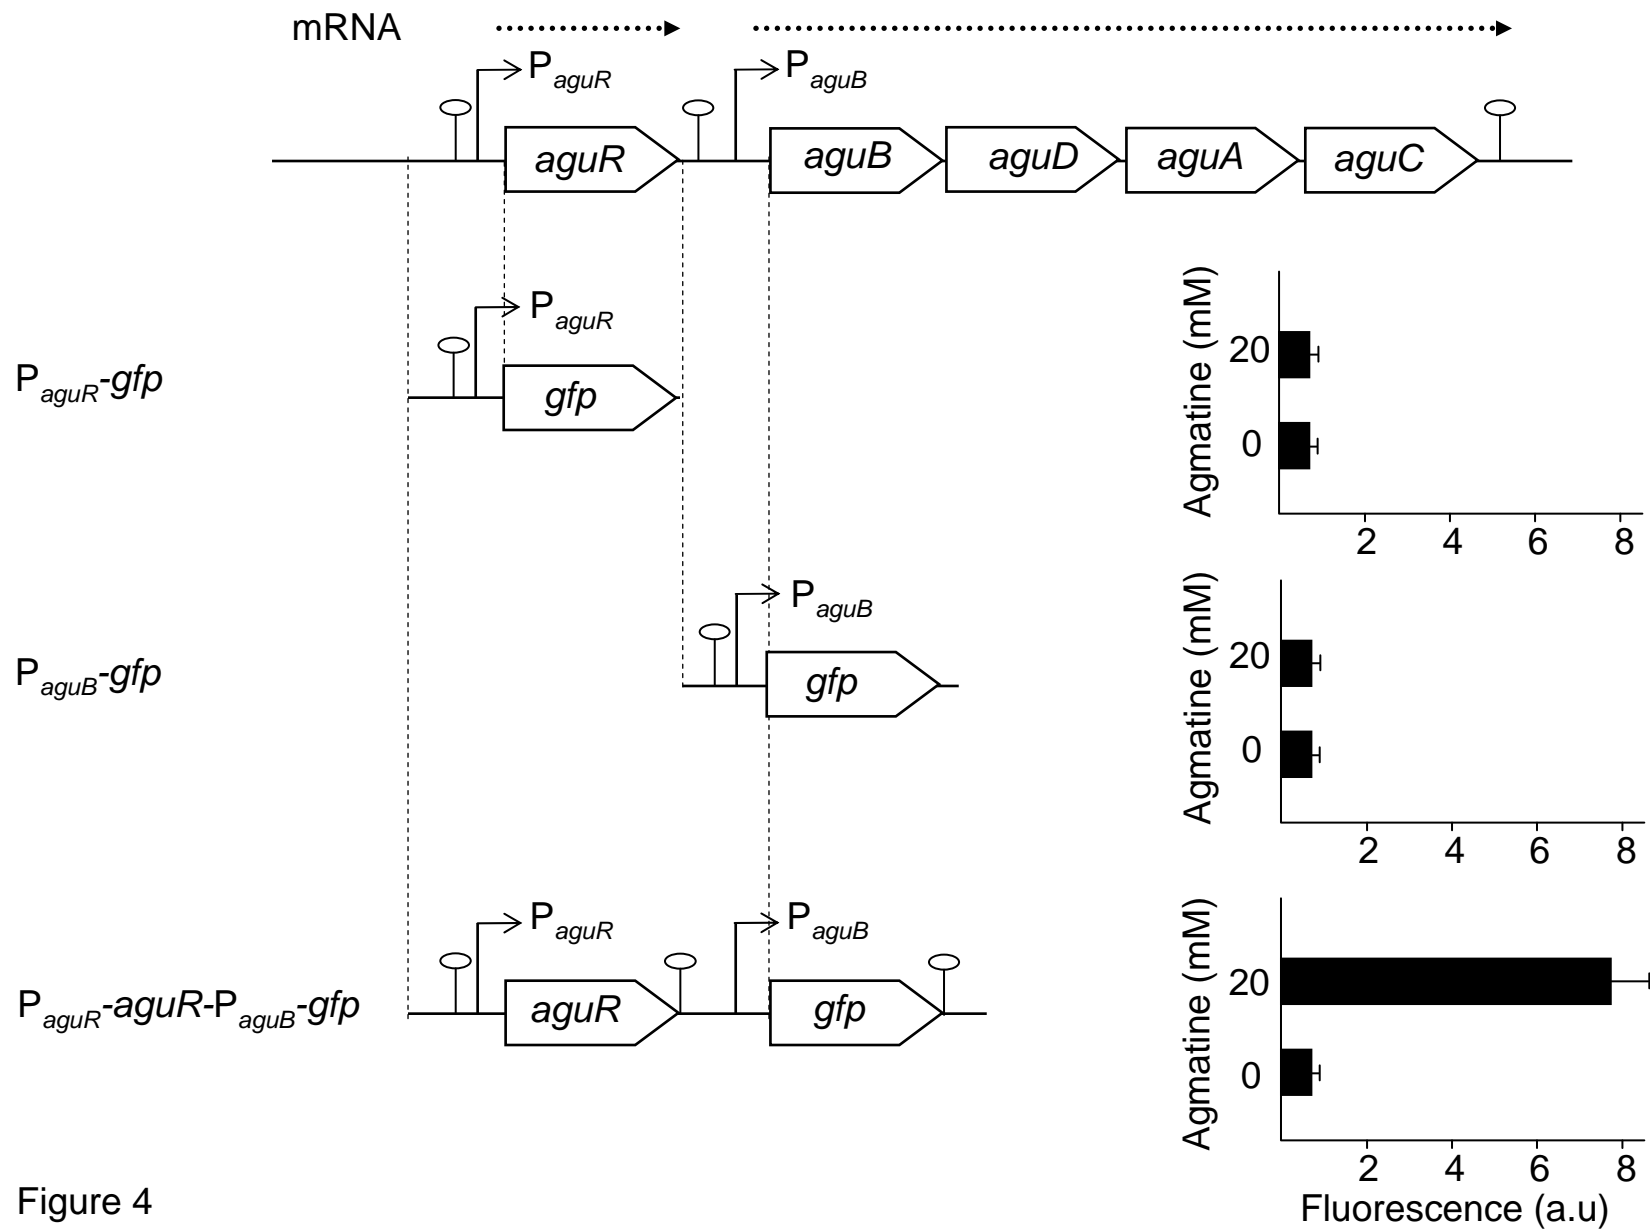 mRNA
PaguR
PaguB
aguR
aguB
aguD
aguA
aguC
PaguR-gfp
PaguR
gfp
Agmatine (mM)
20
0
2 4 6 8
PaguB-gfp
PaguB
gfp
Agmatine (mM)
20
0
2 4 6 8
PaguR-aguR-PaguB-gfp
PaguR
PaguB
aguR
gfp
Agmatine (mM)
20
0
2 4 6 8
Fluorescence (a.u)
Figure 4